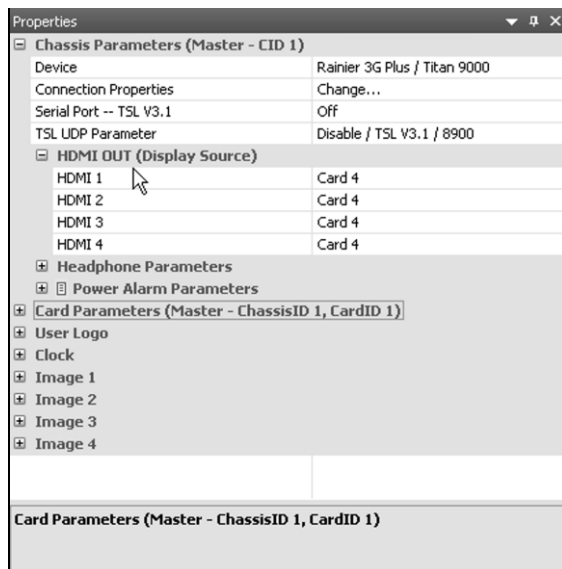 Properties
Chassis Parameters (Master - CID 1)
Device Rainier 3G Plus / Titan 9000
Connection Properties Change...
Serial Port -- TSL V3.1 Off
TSL UDP Parameter Disable / TSL V3.1 / 8900
HDMI OUT (Display Source)
HDMI 1 Card 4
HDMI 2 Card 4
HDMI 3 Card 4
HDMI 4 Card 4
Headphone Parameters
Power Alarm Parameters
Card Parameters (Master - ChassisID 1, CardID 1)
User Logo
Clock
Image 1
Image 2
Image 3
Image 4
Card Parameters (Master - ChassisID 1, CardID 1)